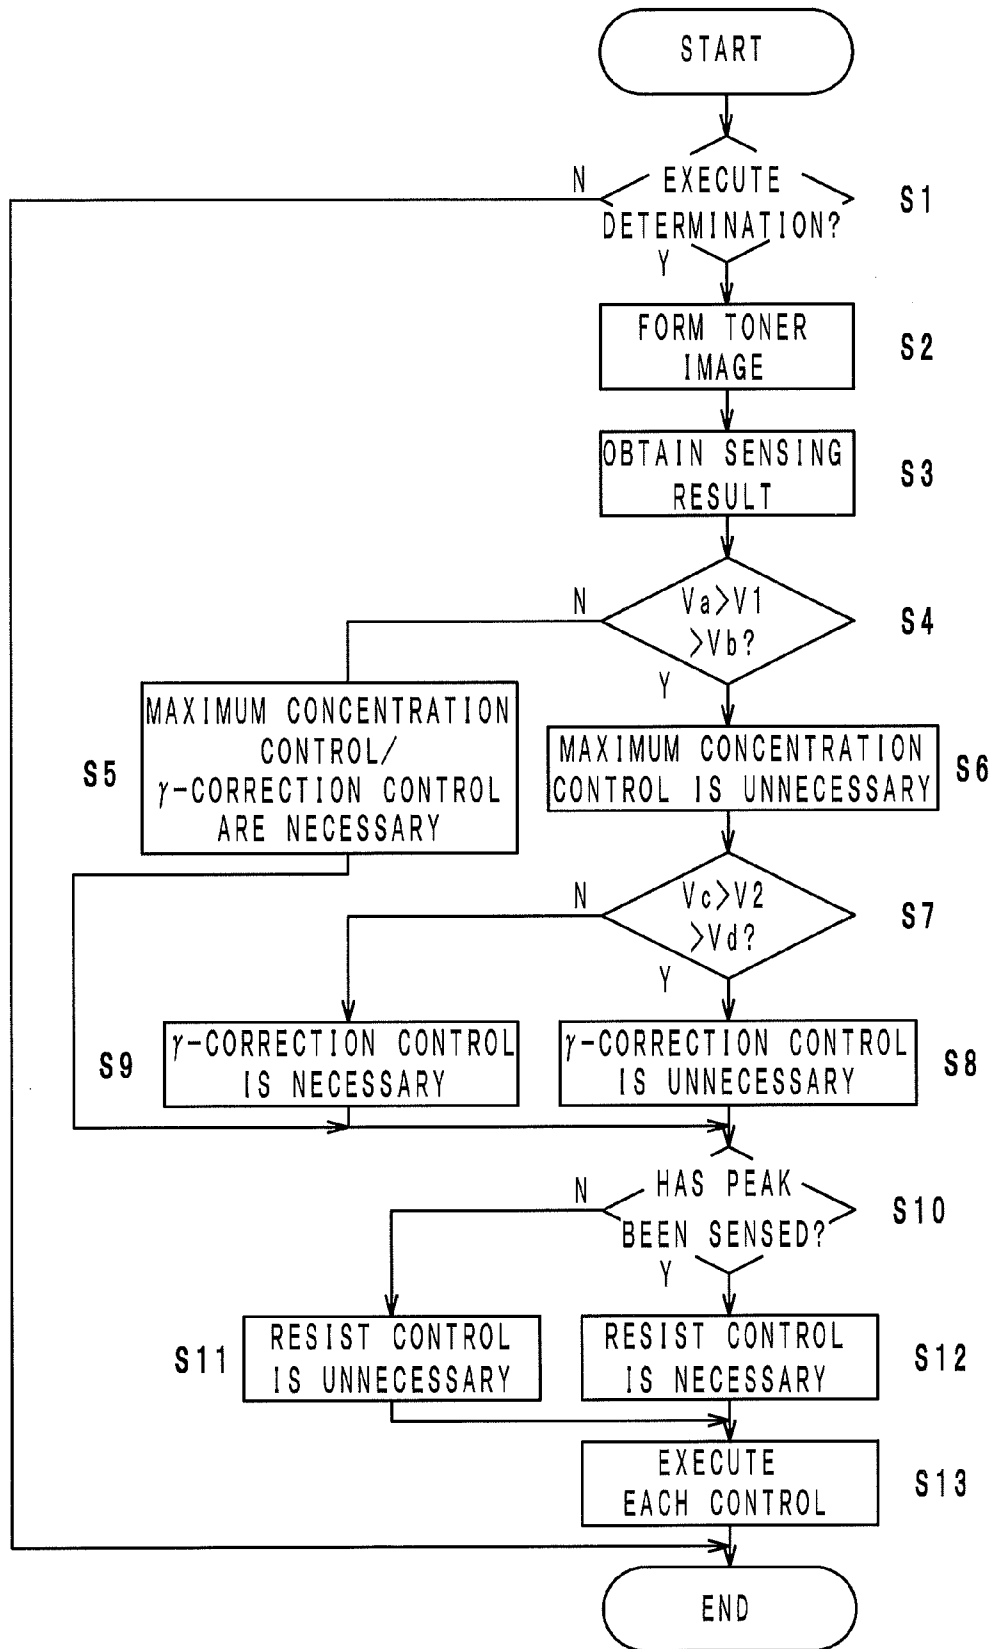 START
N
EXECUTE
DETERMINATION?
S1
Y
FORM TONER
IMAGE
S2
OBTAIN SENSING
RESULT
S3
N
Va>V1
>Vb?
S4
Y
MAXIMUM CONCENTRATION
CONTROL/
γ-CORRECTION CONTROL
ARE NECESSARY
S5
MAXIMUM CONCENTRATION
CONTROL IS UNNECESSARY
S6
N
Vc>V2
>Vd?
S7
Y
S9
γ-CORRECTION CONTROL
IS NECESSARY
γ-CORRECTION CONTROL
IS UNNECESSARY
S8
N
HAS PEAK
BEEN SENSED?
S10
Y
S11
RESIST CONTROL
IS UNNECESSARY
RESIST CONTROL
IS NECESSARY
S12
EXECUTE
EACH CONTROL
S13
END